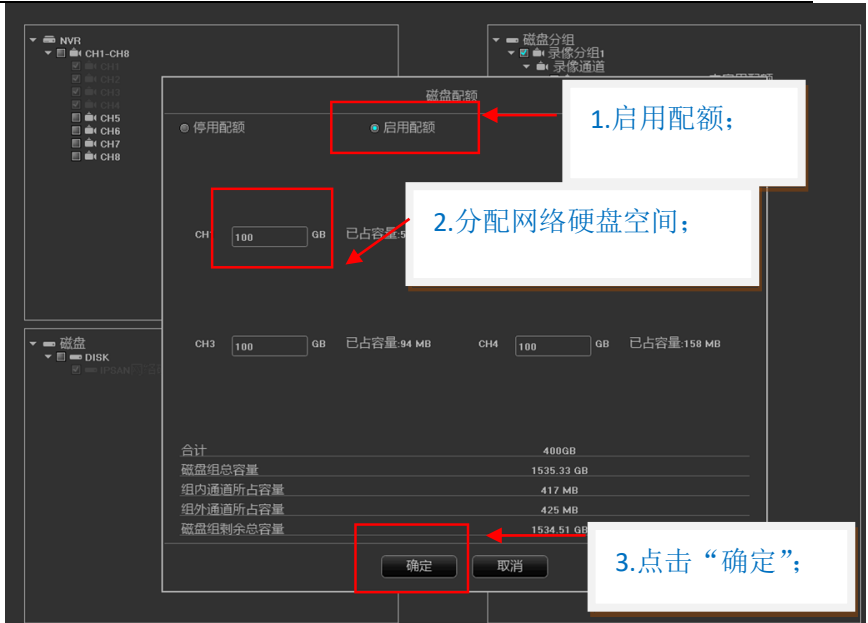 NVR
CH1-CH8
CH1
CH2
CH3
CH4
CH5
CH6
CH7
CH8
磁盘分组
录像分组1
录像通道
磁盘配额
停用配额
启用配额
1.启用配额；
CH
100
GB
已占容量:5
2.分配网络硬盘空间；
磁盘
DISK
CH3
100
GB
已占容量:94 MB
CH4
100
GB
已占容量:158 MB
合计
400GB
磁盘组总容量
1535.33 GB
组内通道所占容量
417 MB
组外通道所占容量
425 MB
磁盘组剩余总容量
1534.51 GB
确定
取消
3.点击“确定”；